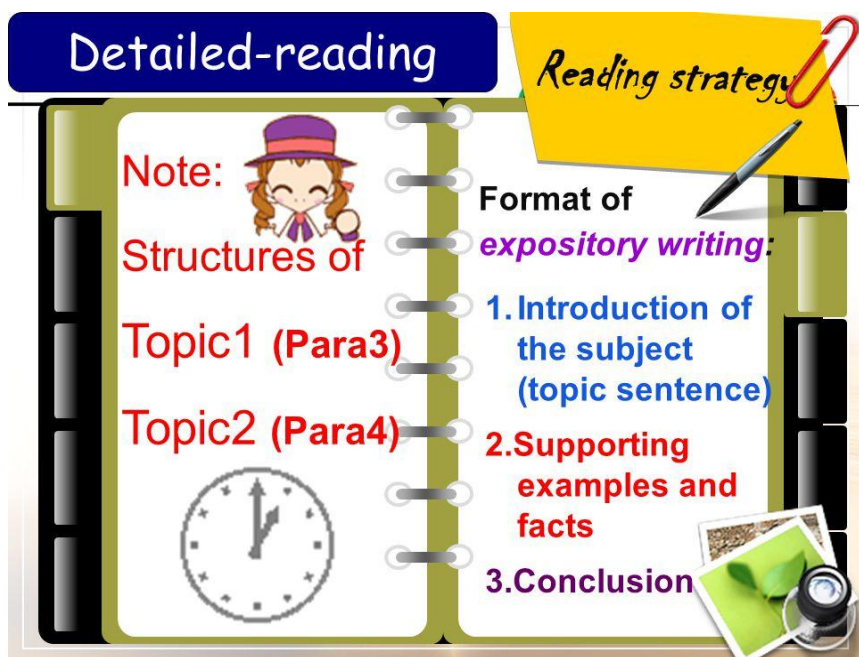 Detailed-reading
Reading strategy
Note:
Structures of
Topic1 (Para3)
Topic2 (Para4)
Format of
expository writing:
1.Introduction of
the subject
(topic sentence)
2.Supporting
examples and
facts
3.Conclusion